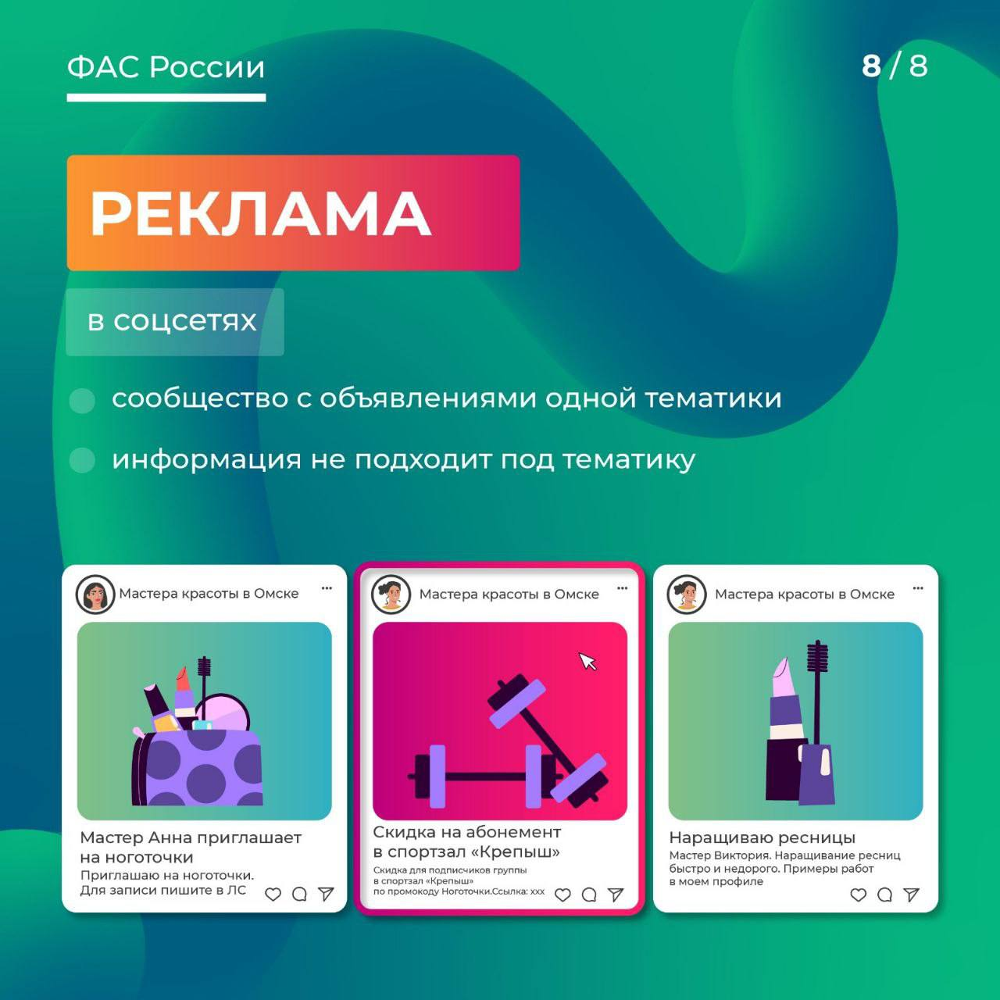 ФАС России
8 / 8
РЕКЛАМА
в соцсетях
сообщество с объявлениями одной тематики
информация не подходит под тематику
Мастера красоты в Омске
Мастер Анна приглашает
на ноготочки
Приглашаю на ноготочки.
Для записи пишите в ЛС
Мастера красоты в Омске
Скидка на абонемент
в спортзал «Крепыш»
Скидка для подписчиков группы
в спортзал «Крепыш»
по промокоду Ноготочки.Ссылка: xxx
Мастера красоты в Омске
Наращиваю ресницы
Мастер Виктория. Наращивание ресниц
быстро и недорого. Примеры работ
в моем профиле